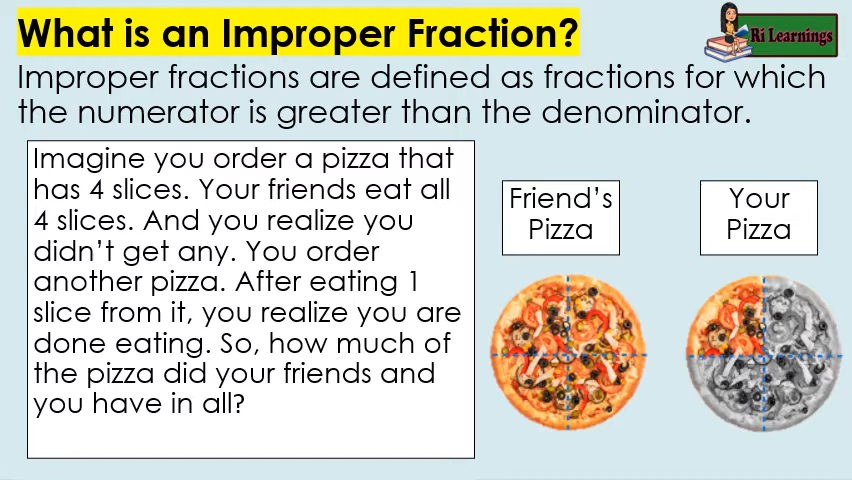 What is an Improper Fraction?
Ri Learnings
Improper fractions are defined as fractions for which
the numerator is greater than the denominator.
Imagine you order a pizza that
has 4 slices. Your friends eat all
4 slices. And you realize you
didn't get any. You order
another pizza. After eating 1
slice from it, you realize you are
done eating. So, how much of
the pizza did your friends and
you have in all?
Friend's
Pizza
Your
Pizza